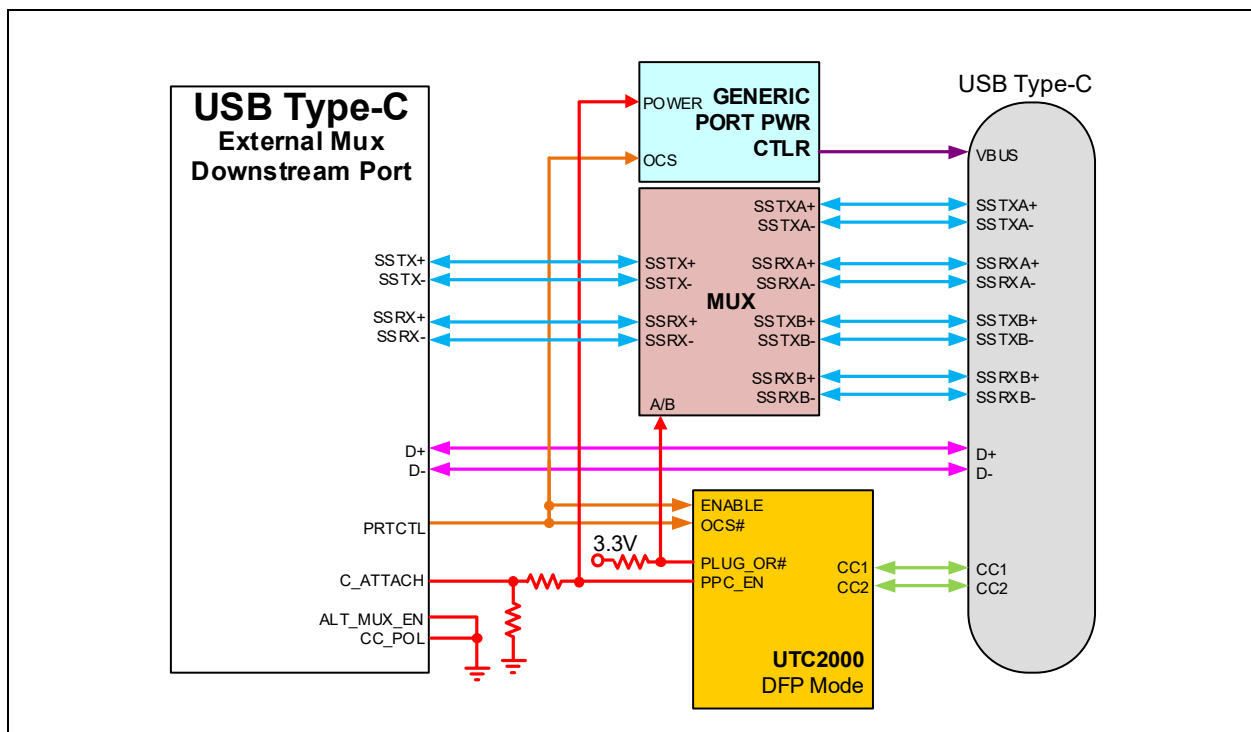 USB Type-C
External Mux
Downstream Port
SSTX+
SSTX-
SSRX+
SSRX-
D+
D-
PRTCTL
C_ATTACH
ALT_MUX_EN
CC_POL
POWER
GENERIC
PORT PWR
CTLR
OCS
SSTXA+
SSTXA-
SSTX+
SSTX-
SSRXA+
SSRXA-
MUX
SSRX+
SSRX-
SSTXB+
SSTXB-
SSRXB+
SSRXB-
A/B
ENABLE
OCS#
3.3V
PLUG_OR#
PPC_EN
CC1
CC2
UTC2000
DFP Mode
USB Type-C
VBUS
SSTXA+
SSTXA-
SSRXA+
SSRXA-
SSTXB+
SSTXB-
SSRXB+
SSRXB-
D+
D-
CC1
CC2